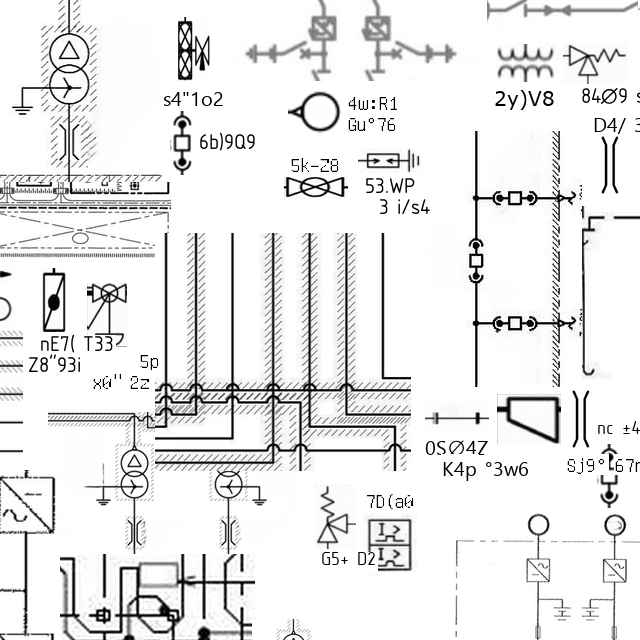 s4"1o2
2y)V8
84Ø9 s
4w:R1
Gu°76
D4/ 3
6b)9Q9
5k-Z8
53.WP
3 i/s4
nE7( T33
Z8"93i
5p
x0" 2z
0SØ4Z
K4p °3w6
nc ±4
Sj9° 67r
7D(a0
G5+ D2